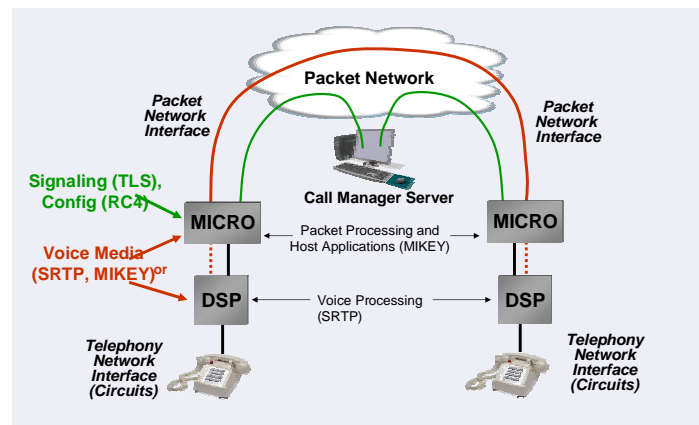 Packet Network
Packet
Network
Interface
Packet
Network
Interface
Signaling (TLS),
Config (RC4)
Call Manager Server
MICRO
Packet Processing and
Host Applications (MIKEY)
MICRO
Voice Media
(SRTP, MIKEY)
or
DSP
Voice Processing
(SRTP)
DSP
Telephony
Network
Interface
(Circuits)
Telephony
Network
Interface
(Circuits)